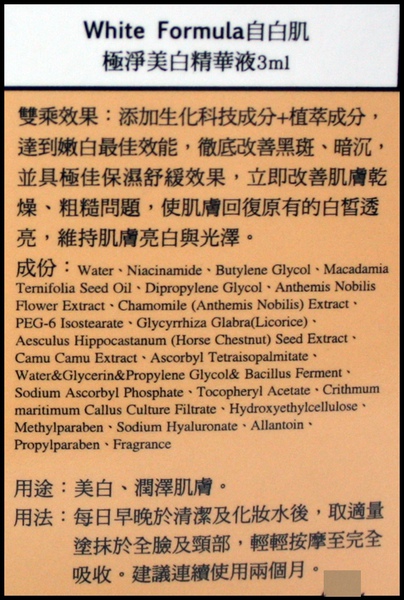 White Formula自白肌
極淨美白精華液3ml
雙乘效果：添加生化科技成分+植萃成分，
達到嫩白最佳效能，徹底改善黑斑、暗沉，
並具極佳保濕舒緩效果，立即改善肌膚乾
燥、粗糙問題，使肌膚回復原有的白皙透
亮，維持肌膚亮白與光澤。
成份：Water、Niacinamide、Butylene Glycol、Macadamia
Ternifolia Seed Oil、Dipropylene Glycol、Anthemis Nobilis
Flower Extract、Chamomile (Anthemis Nobilis) Extract、
PEG-6 Isostearate、Glycyrrhiza Glabra(Licorice)、
Aesculus Hippocastanum (Horse Chestnut) Seed Extract、
Camu Camu Extract、Ascorbyl Tetraisopalmitate、
Water&Glycerin&Propylene Glycol& Bacillus Ferment、
Sodium Ascorbyl Phosphate、Tocopheryl Acetate、Crithmum
maritimum Callus Culture Filtrate、Hydroxyethylcellulose、
Methylparaben、Sodium Hyaluronate、Allantoin、
Propylparaben、Fragrance
用途：美白、潤澤肌膚。
用法：每日早晚於清潔及化妝水後，取適量
塗抹於全臉及頸部，輕輕按摩至完全
吸收。建議連續使用兩個月。